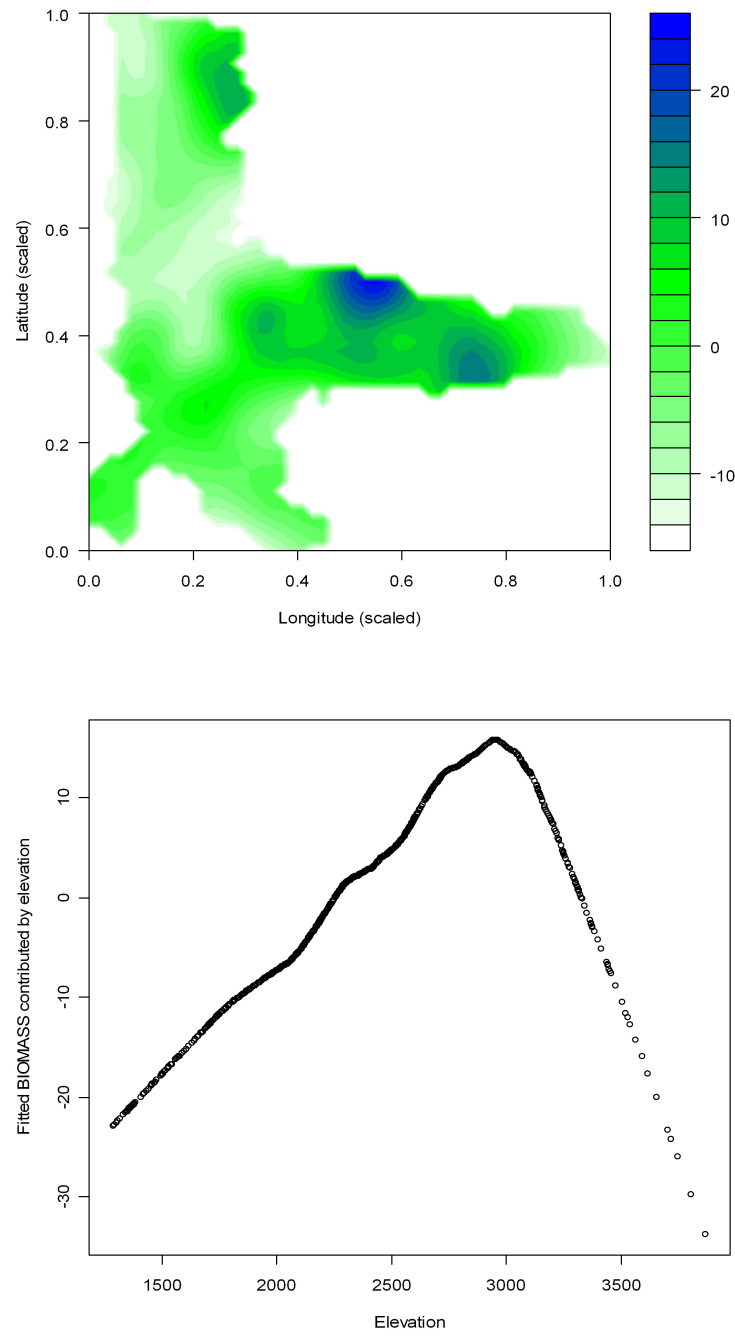 1.0
0.8
0.6
0.4
0.2
0.0
Latitude (scaled)
0.0 0.2 0.4 0.6 0.8 1.0
Longitude (scaled)
20
10
0
-10
10
0
-10
-20
-30
Fitted BIOMASS contributed by elevation
1500 2000 2500 3000 3500
Elevation